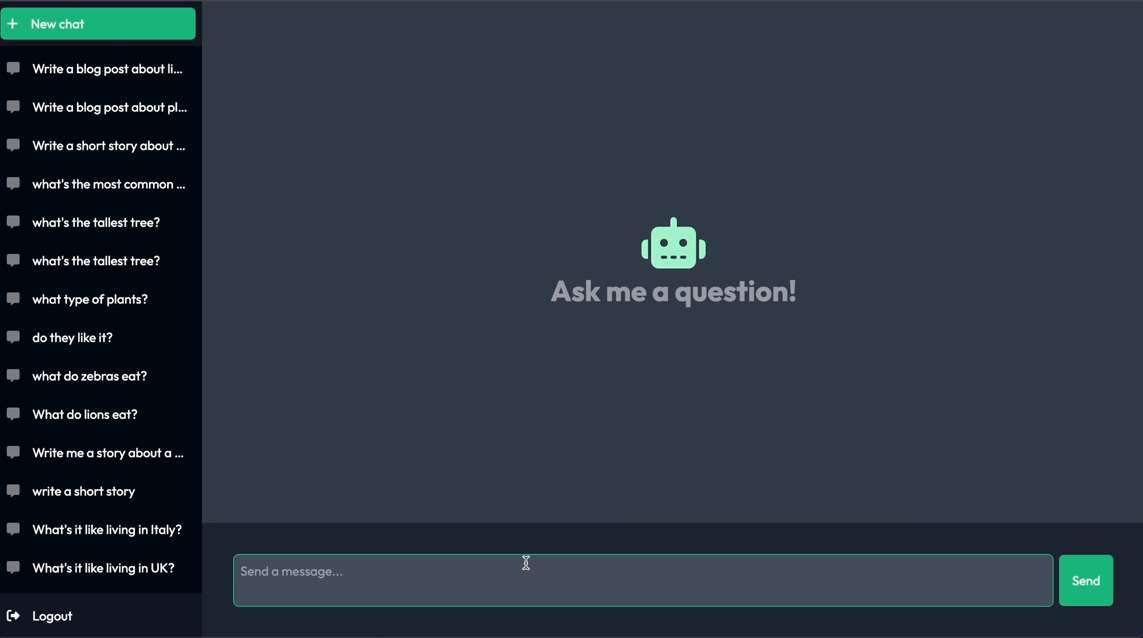 New chat
Write a blog post about li...
Write a blog post about pl...
Write a short story about ...
what's the most common ...
what's the tallest tree?
what's the tallest tree?
what type of plants?
do they like it?
what do zebras eat?
What do lions eat?
Write me a story about a ...
write a short story
What's it like living in Italy?
What's it like living in UK?
Logout
Ask me a question!
Send a message...
Send